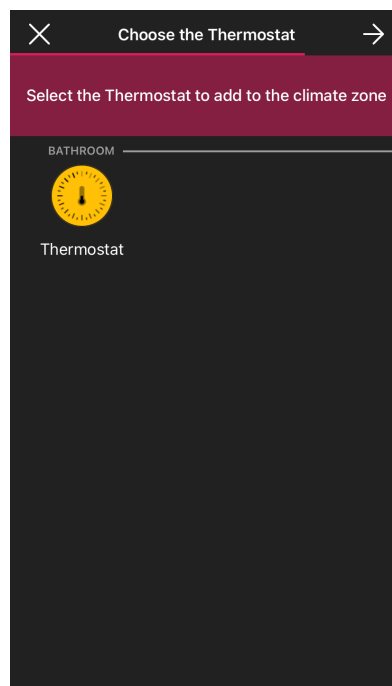 Choose the Thermostat
Select the Thermostat to add to the climate zone
BATHROOM
Thermostat